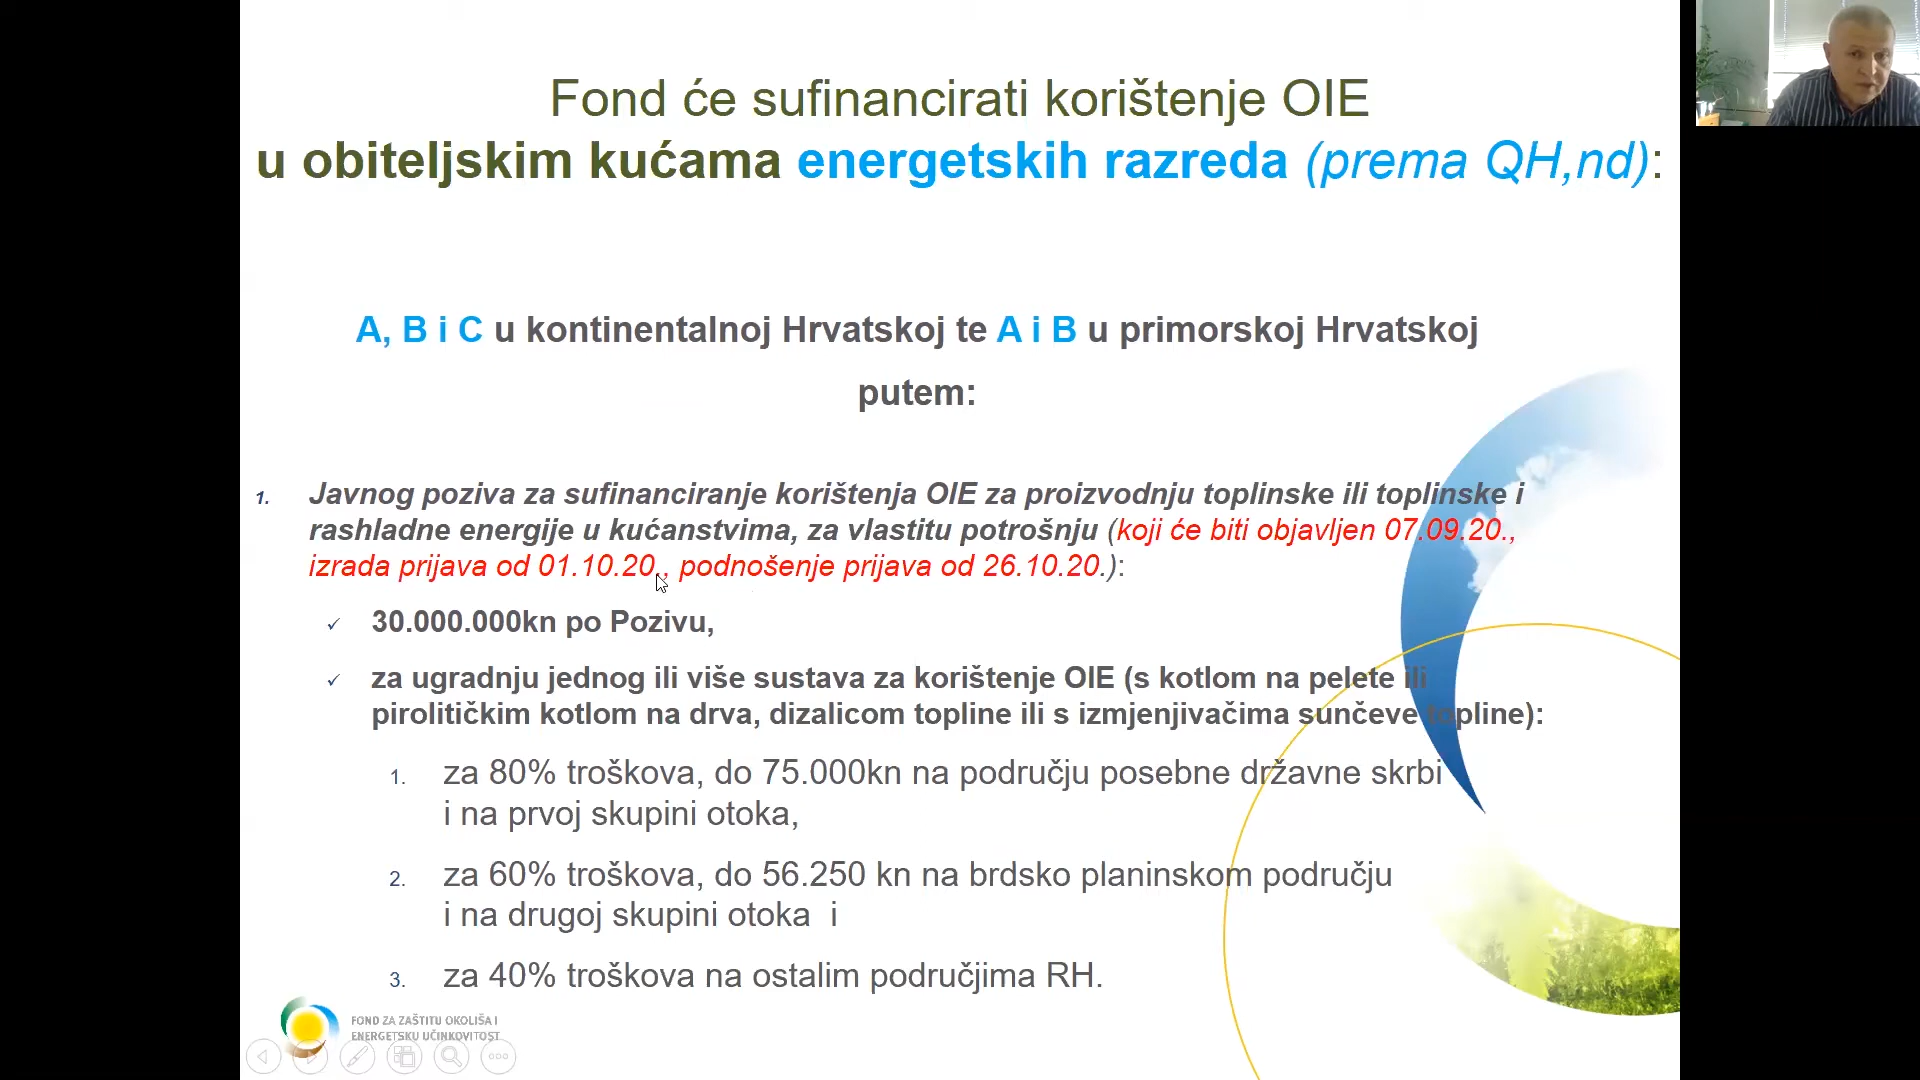 Fond će sufinancirati korištenje OIE
u obiteljskim kućama energetskih razreda (prema QH,nd):
A, B i C u kontinentalnoj Hrvatskoj te A i B u primorskoj Hrvatskoj
putem:
1. Javnog poziva za sufinanciranje korištenja OIE za proizvodnju toplinske ili toplinske i
rashladne energije u kućanstvima, za vlastitu potrošnju (koji će biti objavljen 07.09.20.,
izrada prijava od 01.10.20., podnošenje prijava od 26.10.20.):
✓ 30.000.000kn po Pozivu,
✓ za ugradnju jednog ili više sustava za korištenje OIE (s kotlom na pelete ili
pirolitičkim kotlom na drva, dizalicom topline ili s izmjenjivačima sunčeve topline):
1. za 80% troškova, do 75.000kn na području posebne državne skrbi
i na prvoj skupini otoka,
2. za 60% troškova, do 56.250 kn na brdsko planinskom području
i na drugoj skupini otoka i
3. za 40% troškova na ostalim područjima RH.
FOND ZA ZAŠTITU OKOLIŠA I
ENERGETSKU UČINKOVITOST